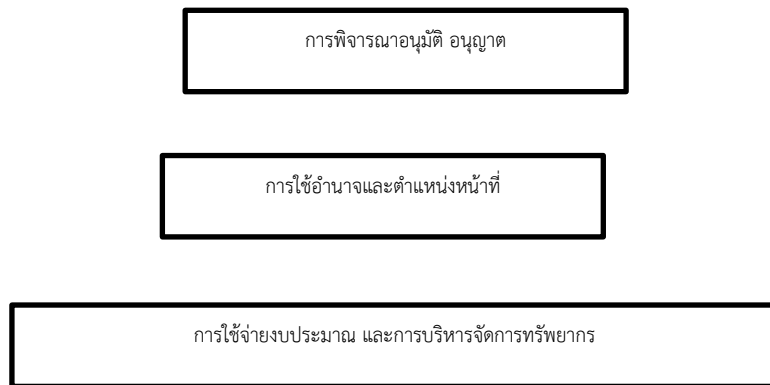 การพิจารณาอนุมัติ อนุญาต
การใช้อำนาจและตำแหน่งหน้าที่
การใช้จ่ายงบประมาณ และการบริหารจัดการทรัพยากร